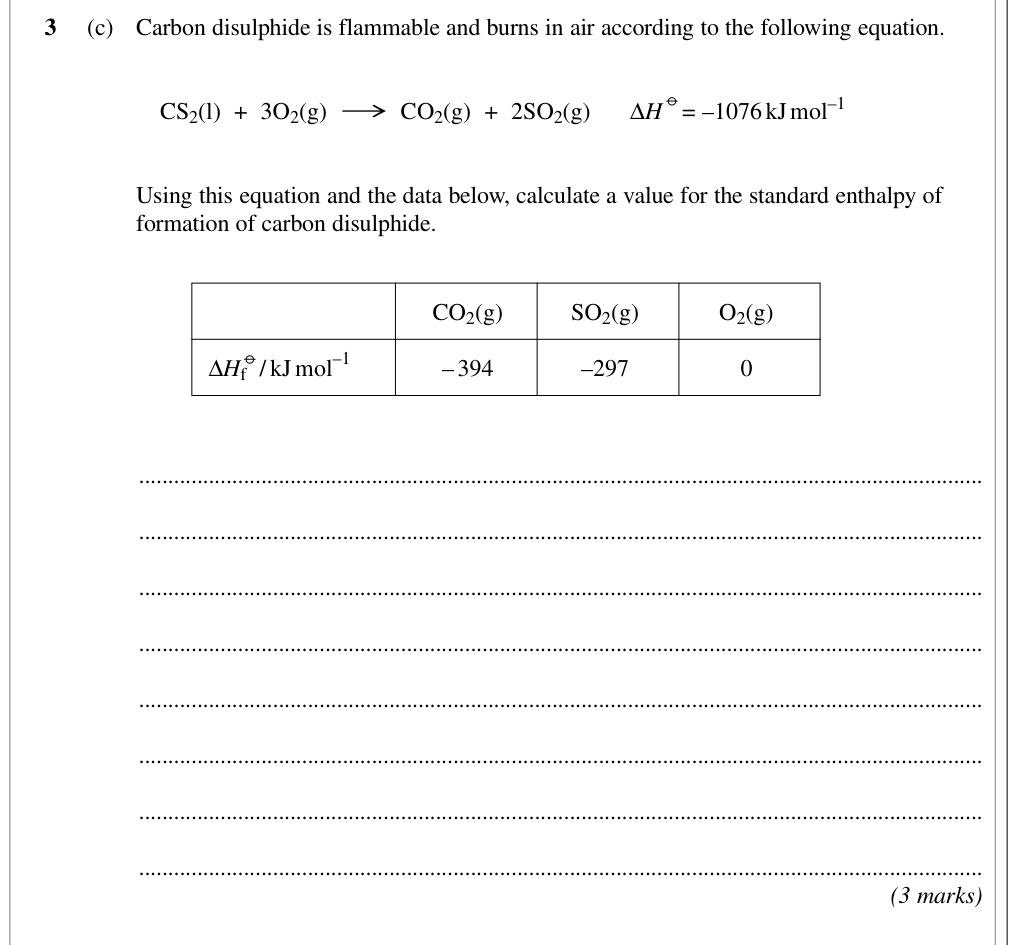 3 (c) Carbon disulphide is flammable and burns in air according to the following equation.
CS₂(l) + 3O₂(g) ⟶ CO₂(g) + 2SO₂(g) ΔH⦵ = –1076 kJ mol⁻¹
Using this equation and the data below, calculate a value for the standard enthalpy of
formation of carbon disulphide.
CO₂(g) SO₂(g) O₂(g)
ΔHf⦵ / kJ mol⁻¹ –394 –297 0
(3 marks)